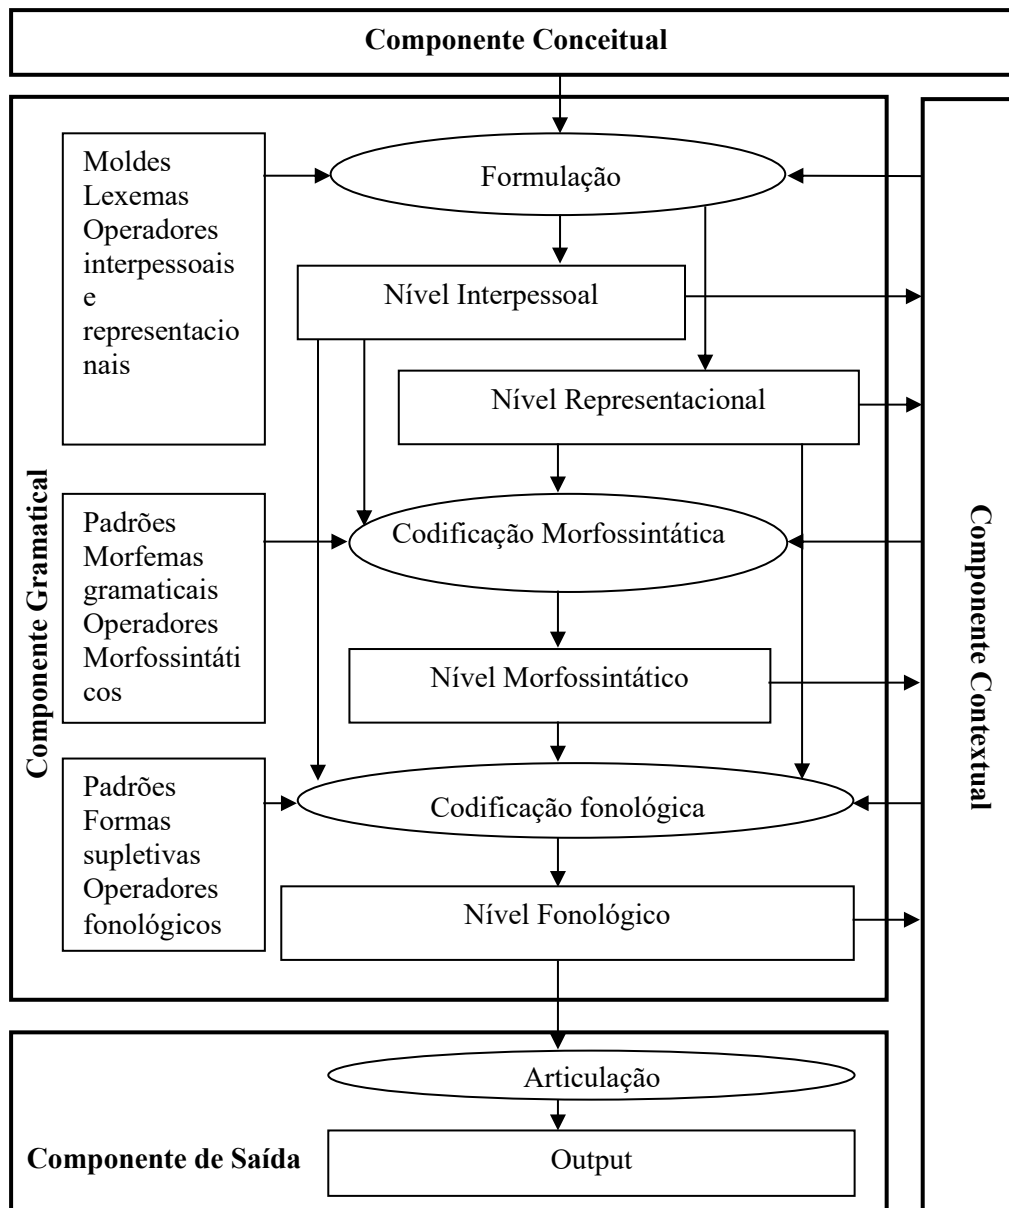 Componente Conceitual
Formulação
Moldes
Lexemas
Operadores
interpessoais
e
representacio
nais
Nível Interpessoal
Nível Representacional
Componente Gramatical
Padrões
Morfemas
gramaticais
Operadores
Morfossintáti
cos
Codificação Morfossintática
Nível Morfossintático
Componente Contextual
Padrões
Formas
supletivas
Operadores
fonológicos
Codificação fonológica
Nível Fonológico
Articulação
Componente de Saída
Output